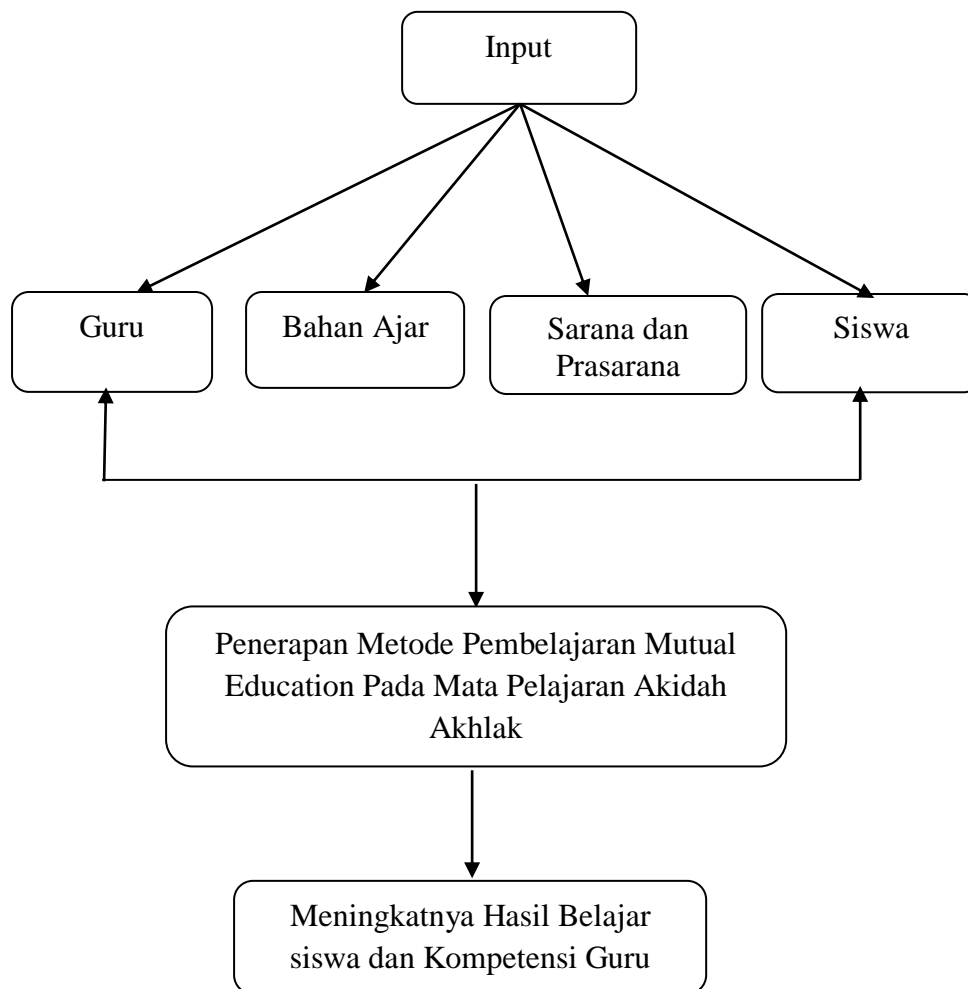 Input
Guru
Bahan Ajar
Sarana dan
Prasarana
Siswa
Penerapan Metode Pembelajaran Mutual
Education Pada Mata Pelajaran Akidah
Akhlak
Meningkatnya Hasil Belajar
siswa dan Kompetensi Guru